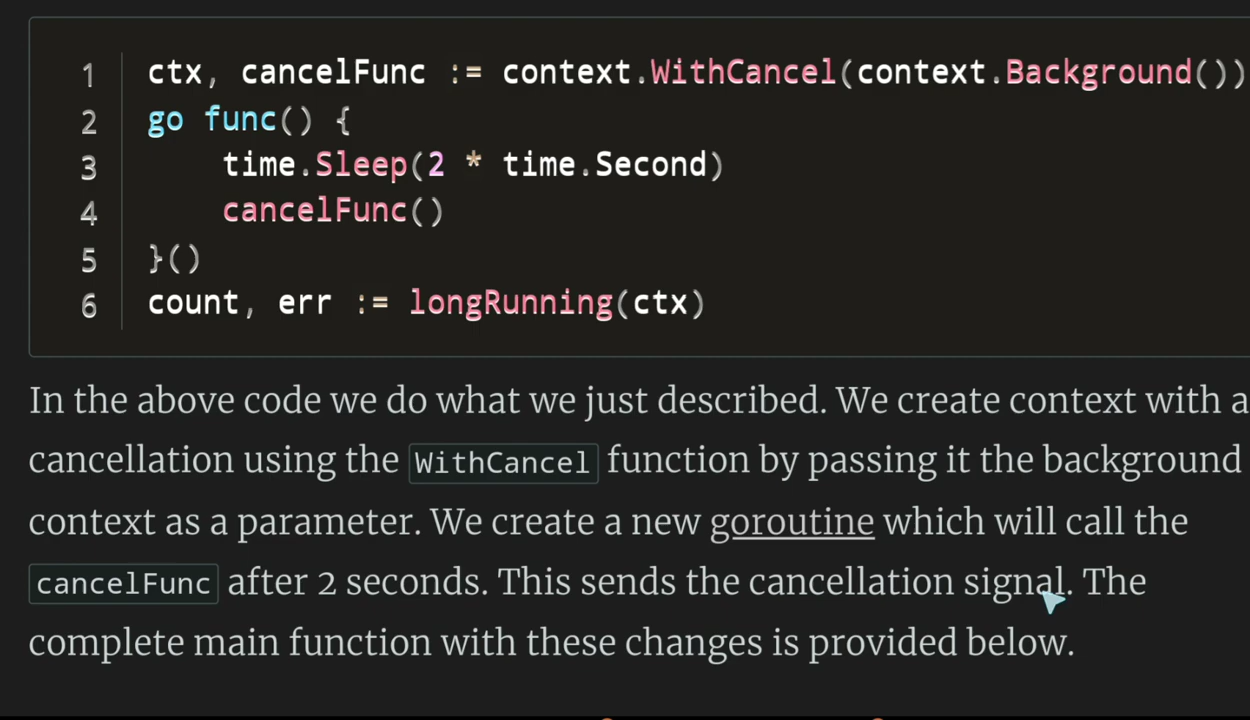 1 ctx, cancelFunc := context.WithCancel(context.Background())
2 go func() {
3     time.Sleep(2 * time.Second)
4     cancelFunc()
5 }()
6 count, err := longRunning(ctx)
In the above code we do what we just described. We create context with a
cancellation using the WithCancel function by passing it the background
context as a parameter. We create a new goroutine which will call the
cancelFunc after 2 seconds. This sends the cancellation signal. The
complete main function with these changes is provided below.